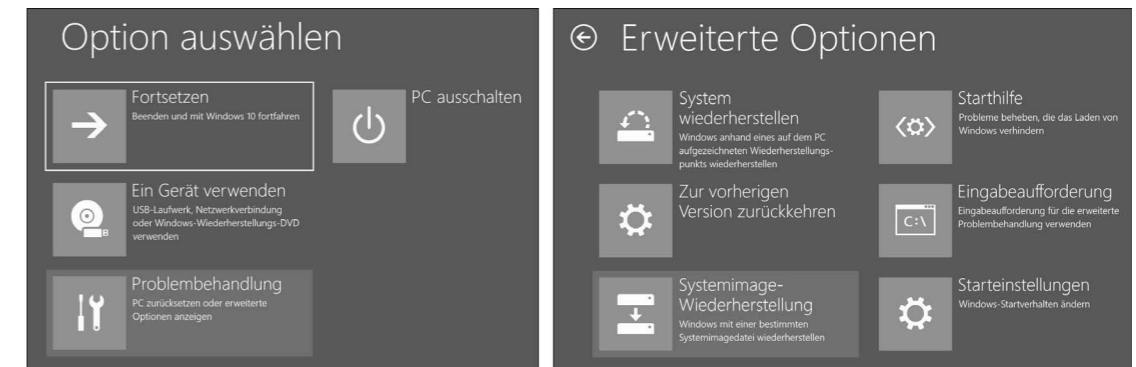 Option auswählen
Fortsetzen
Beenden und mit Windows 10 fortfahren
PC ausschalten
Ein Gerät verwenden
USB-Laufwerk, Netzwerkverbindung
oder Windows-Wiederherstellungs-DVD
verwenden
Problembehandlung
PC zurücksetzen oder erweiterte
Optionen anzeigen
Erweiterte Optionen
System
wiederherstellen
Windows anhand eines auf dem PC
aufgezeichneten Wiederherstellungs-
punkts wiederherstellen
Starthilfe
Probleme beheben, die das Laden von
Windows verhindern
Zur vorherigen
Version zurückkehren
C:\
Eingabeaufforderung
Eingabeaufforderung für die erweiterte
Problembehandlung verwenden
Systemimage-
Wiederherstellung
Windows mit einer bestimmten
Systemimagedatei wiederherstellen
Starteinstellungen
Windows-Startverhalten ändern